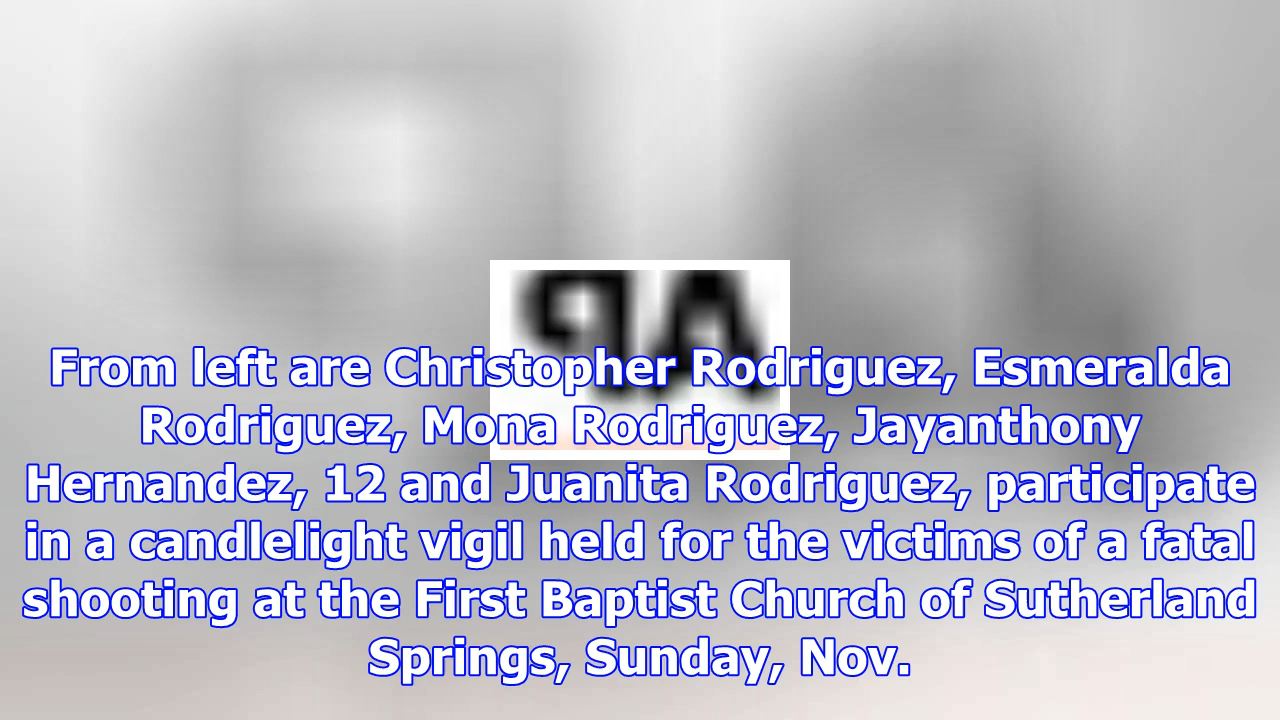 AP
From left are Christopher Rodriguez, Esmeralda
Rodriguez, Mona Rodriguez, Jayanthony
Hernandez, 12 and Juanita Rodriguez, participate
in a candlelight vigil held for the victims of a fatal
shooting at the First Baptist Church of Sutherland
Springs, Sunday, Nov.